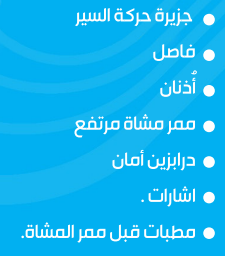 ● جزيرة حركة السير
● فاصل
● أُذنان
● ممر مشاة مرتفع
● درابزين أمان
● اشارات .
● مطبات قبل ممر المشاة.